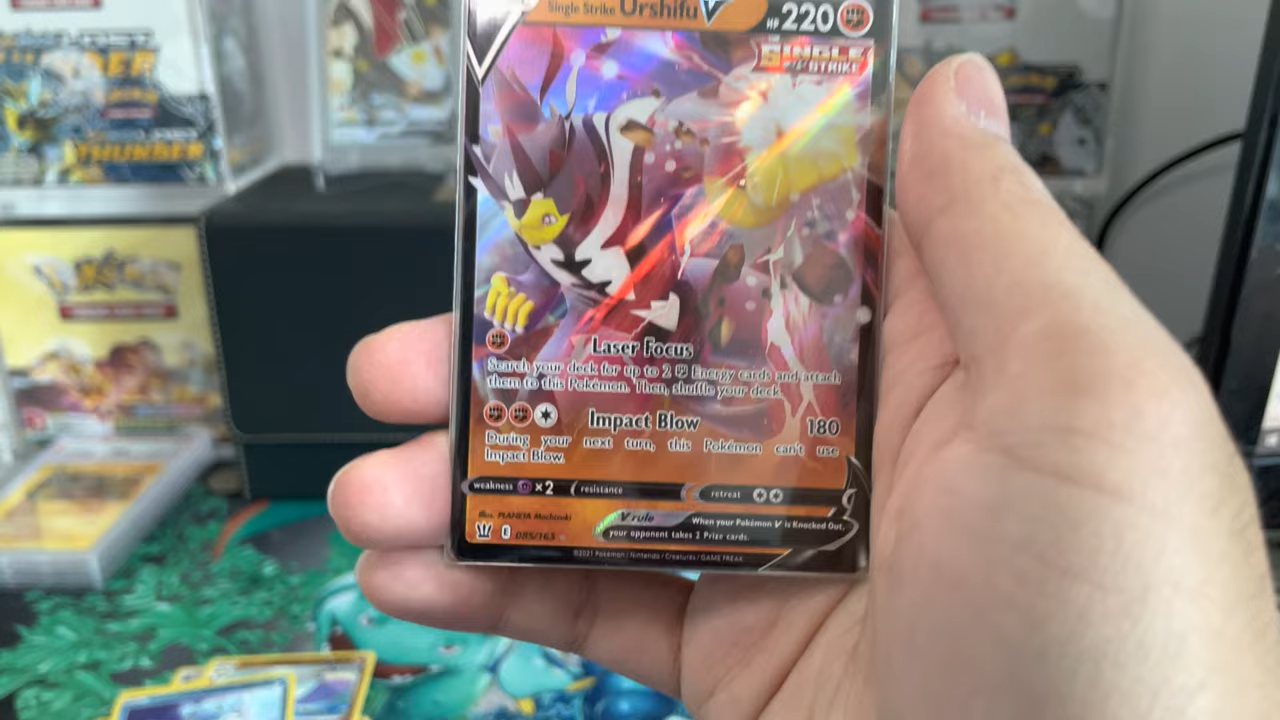 Single Strike Urshifu V HP 220
SINGLE
STRIKE
Laser Focus
Search your deck for up to 2 Energy cards and attach
them to this Pokémon. Then, shuffle your deck.
Impact Blow 180
During your next turn, this Pokémon can't use
Impact Blow.
weakness ×2 resistance retreat
Illus. PLANETA Mochizuki
V rule When your Pokémon V is Knocked Out,
your opponent takes 2 Prize cards.
E 085/163
©2021 Pokémon / Nintendo / Creatures / GAME FREAK
THUNDER